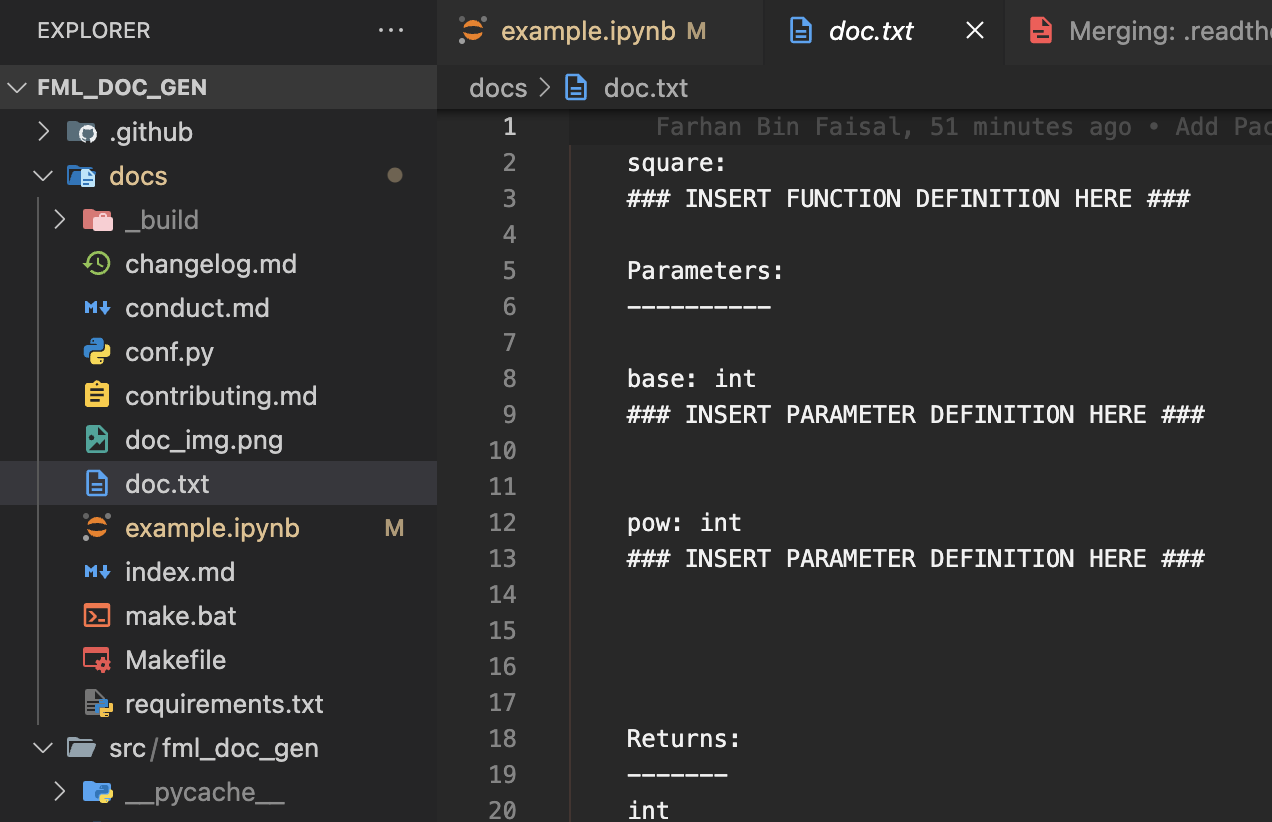 EXPLORER
example.ipynb M
doc.txt
Merging: .readthe
FML_DOC_GEN
docs > doc.txt
.github
docs
_build
changelog.md
conduct.md
conf.py
contributing.md
doc_img.png
doc.txt
example.ipynb M
index.md
make.bat
Makefile
requirements.txt
src/fml_doc_gen
__pycache__
1 Farhan Bin Faisal, 51 minutes ago • Add Pac
2 square:
3 ### INSERT FUNCTION DEFINITION HERE ###
4
5 Parameters:
6 ----------
7
8 base: int
9 ### INSERT PARAMETER DEFINITION HERE ###
10
11
12 pow: int
13 ### INSERT PARAMETER DEFINITION HERE ###
14
15
16
17
18 Returns:
19 -------
20 int